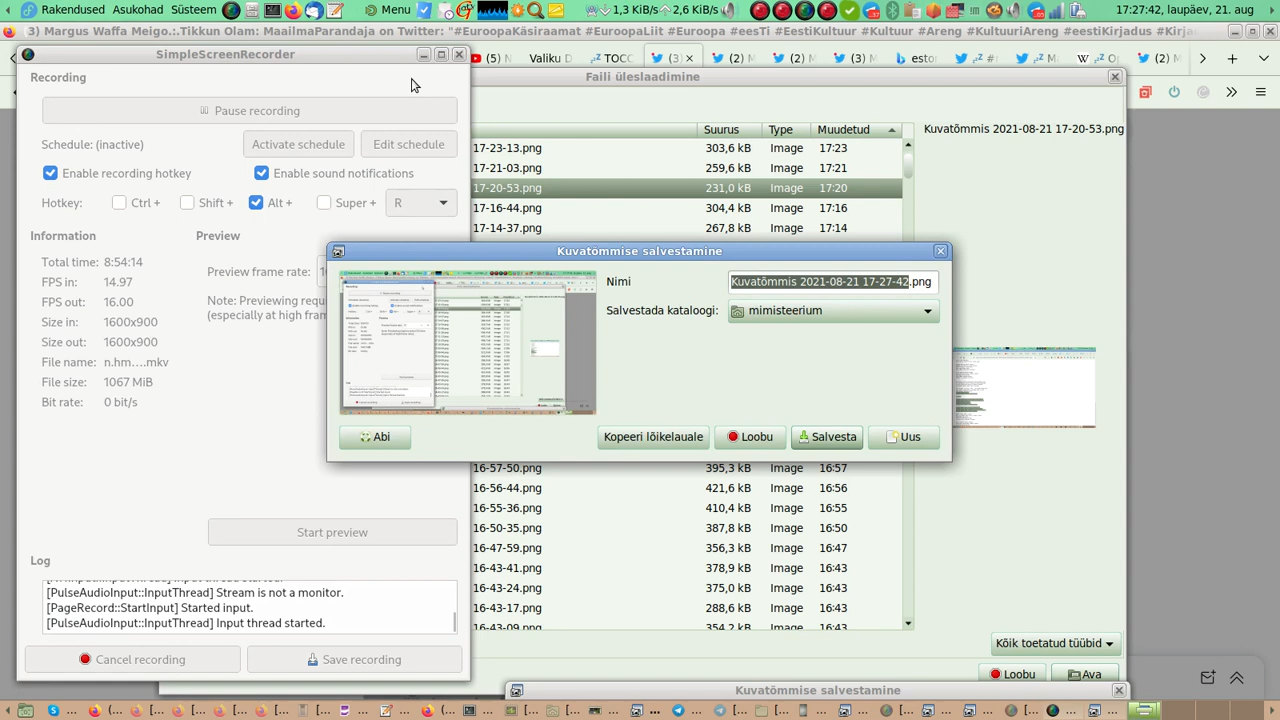 Rakendused Asukohad Süsteem Menu 1,3 KiB/s 2,6 KiB/s 17:27:42, laupäev, 21. aug
(3) Margus Waffa Meigo.:.Tikkun Olam: MaailmaParandaja on Twitter: "#EuroopaKäsiraamat #EuroopaLiit #Euroopa #eesTi #EestiKultuur #Kultuur #Areng #KultuuriAreng #eestiKirjadus
SimpleScreenRecorder
(5) N Valiku D TOCC (3) (2) (2) (3) esto (2)
Faili üleslaadimine
Recording
Pause recording
Schedule: (inactive) Activate schedule Edit schedule
Enable recording hotkey Enable sound notifications
Hotkey: Ctrl + Shift + Alt + Super + R
Information Preview
Total time: 8:54:14
FPS in: 14.97
FPS out: 16.00
Size in: 1600x900
Size out: 1600x900
File name: n.hm....mkv
File size: 1067 MiB
Bit rate: 0 bit/s
Preview frame rate:
Note: Previewing requ
(especially at high fram
Start preview
Log
[PulseAudioInput::InputThread] Stream is not a monitor.
[PageRecord::StartInput] Started input.
[PulseAudioInput::InputThread] Input thread started.
Cancel recording Save recording
Suurus Type Muudetud
17-23-13.png 303,6 kB Image 17:23
17-21-03.png 259,6 kB Image 17:21
17-20-53.png 231,0 kB Image 17:20
17-16-44.png 304,4 kB Image 17:16
17-14-37.png 267,8 kB Image 17:14
Kuvatõmmis 2021-08-21 17-20-53.png
Kuvatõmmise salvestamine
Nimi Kuvatõmmis 2021-08-21 17-27-42.png
Salvestada kataloogi: mimisteerium
Abi Kopeeri lõikelauale Loobu Salvesta Uus
16-57-50.png 395,3 kB Image 16:57
16-56-44.png 421,6 kB Image 16:56
16-55-36.png 410,4 kB Image 16:55
16-50-35.png 387,8 kB Image 16:50
16-47-59.png 356,3 kB Image 16:47
16-43-41.png 378,9 kB Image 16:43
16-43-24.png 375,0 kB Image 16:43
16-43-17.png 288,6 kB Image 16:43
16-43-09.png 354,2 kB Image 16:43
Kõik toetatud tüübid
Loobu Ava
Kuvatõmmise salvestamine